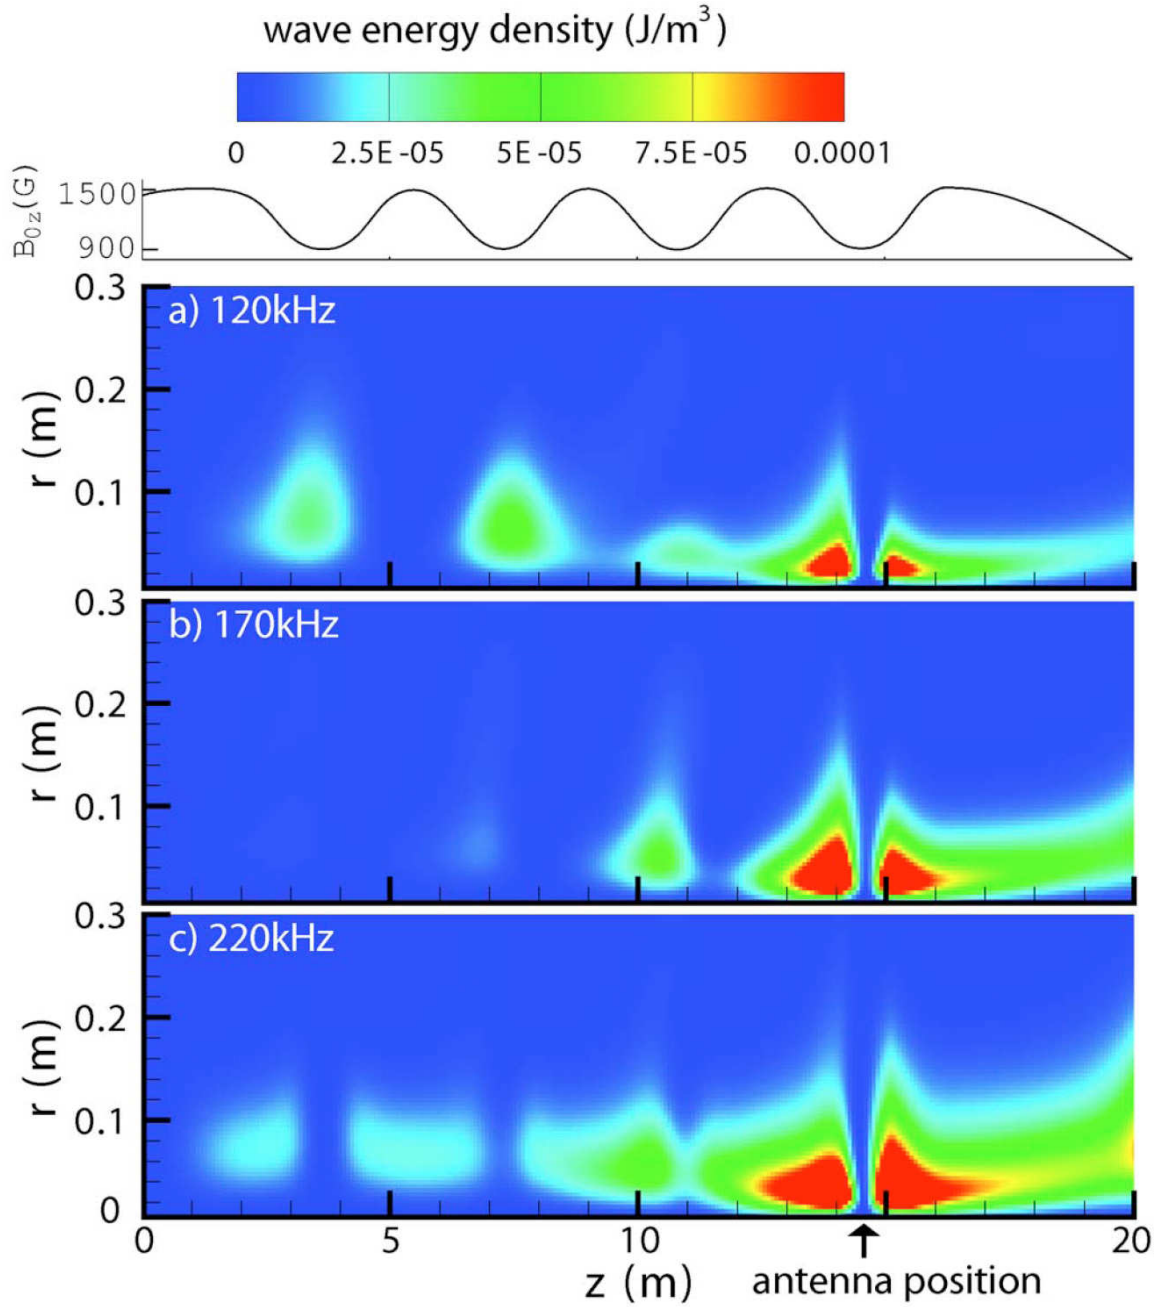 wave energy density (J/m³)
0 2.5E-05 5E-05 7.5E-05 0.0001
B₀z(G)
1500
900
a) 120kHz
0.3
0.2
0.1
r (m)
b) 170kHz
0.3
0.2
0.1
r (m)
c) 220kHz
0.3
0.2
0.1
0
r (m)
0 5 10 20
z (m) antenna position